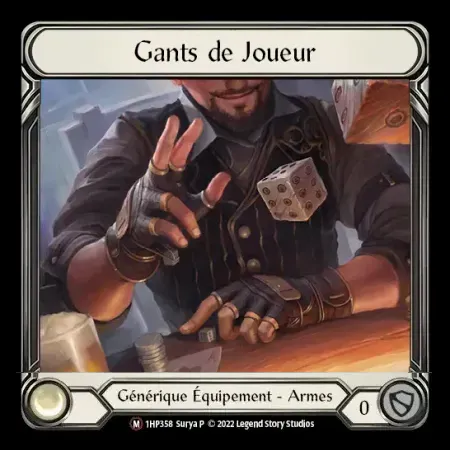 Gants de Joueur
Générique Équipement - Armes
0
M 1HP358 Surya P © 2022 Legend Story Studios